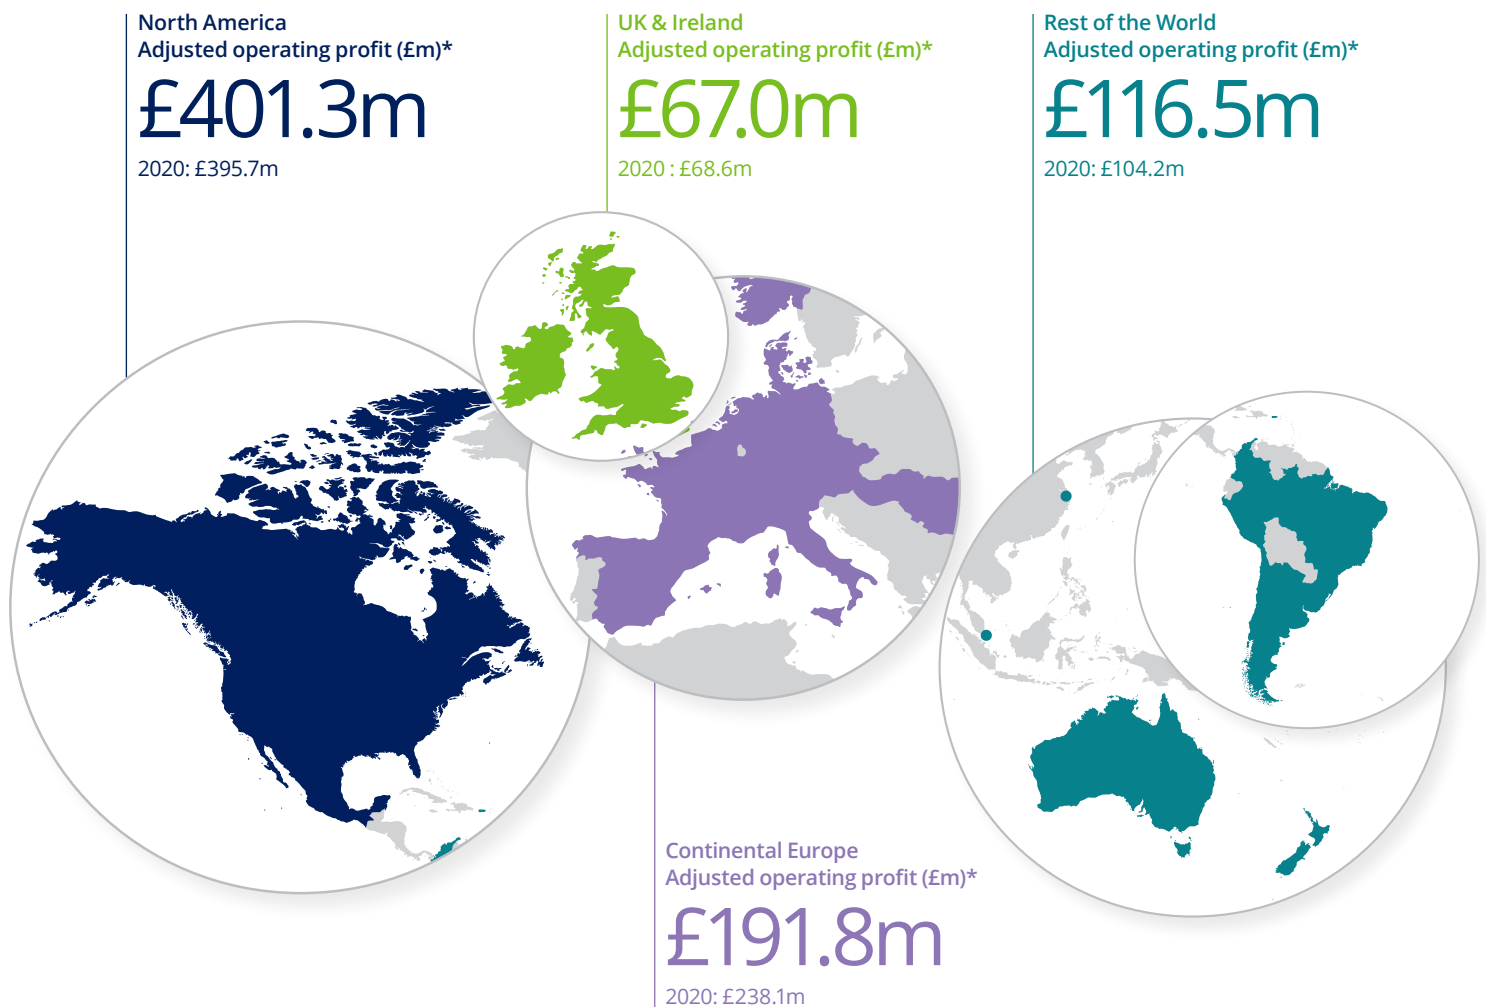 North America
Adjusted operating profit (£m)*
£401.3m
2020: £395.7m
UK & Ireland
Adjusted operating profit (£m)*
£67.0m
2020 : £68.6m
Rest of the World
Adjusted operating profit (£m)*
£116.5m
2020: £104.2m
Continental Europe
Adjusted operating profit (£m)*
£191.8m
2020: £238.1m